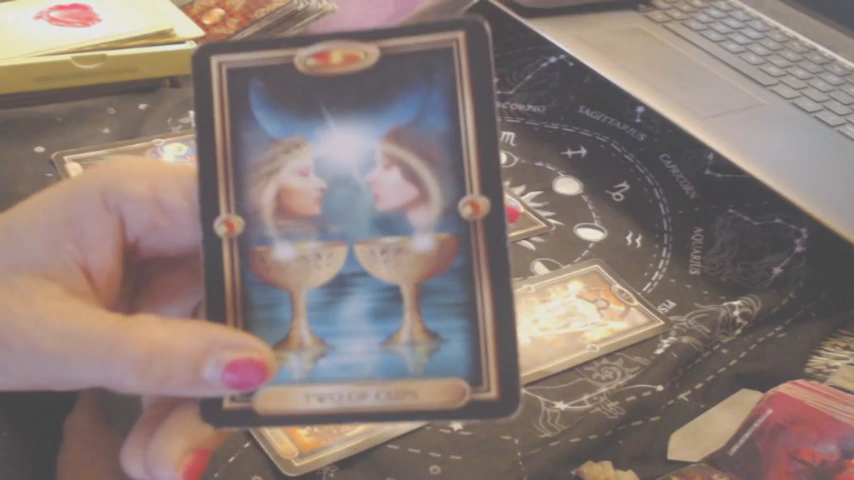 TWO OF CUPS
SCORPIO
SAGITTARIUS
CAPRICORN
AQUARIUS